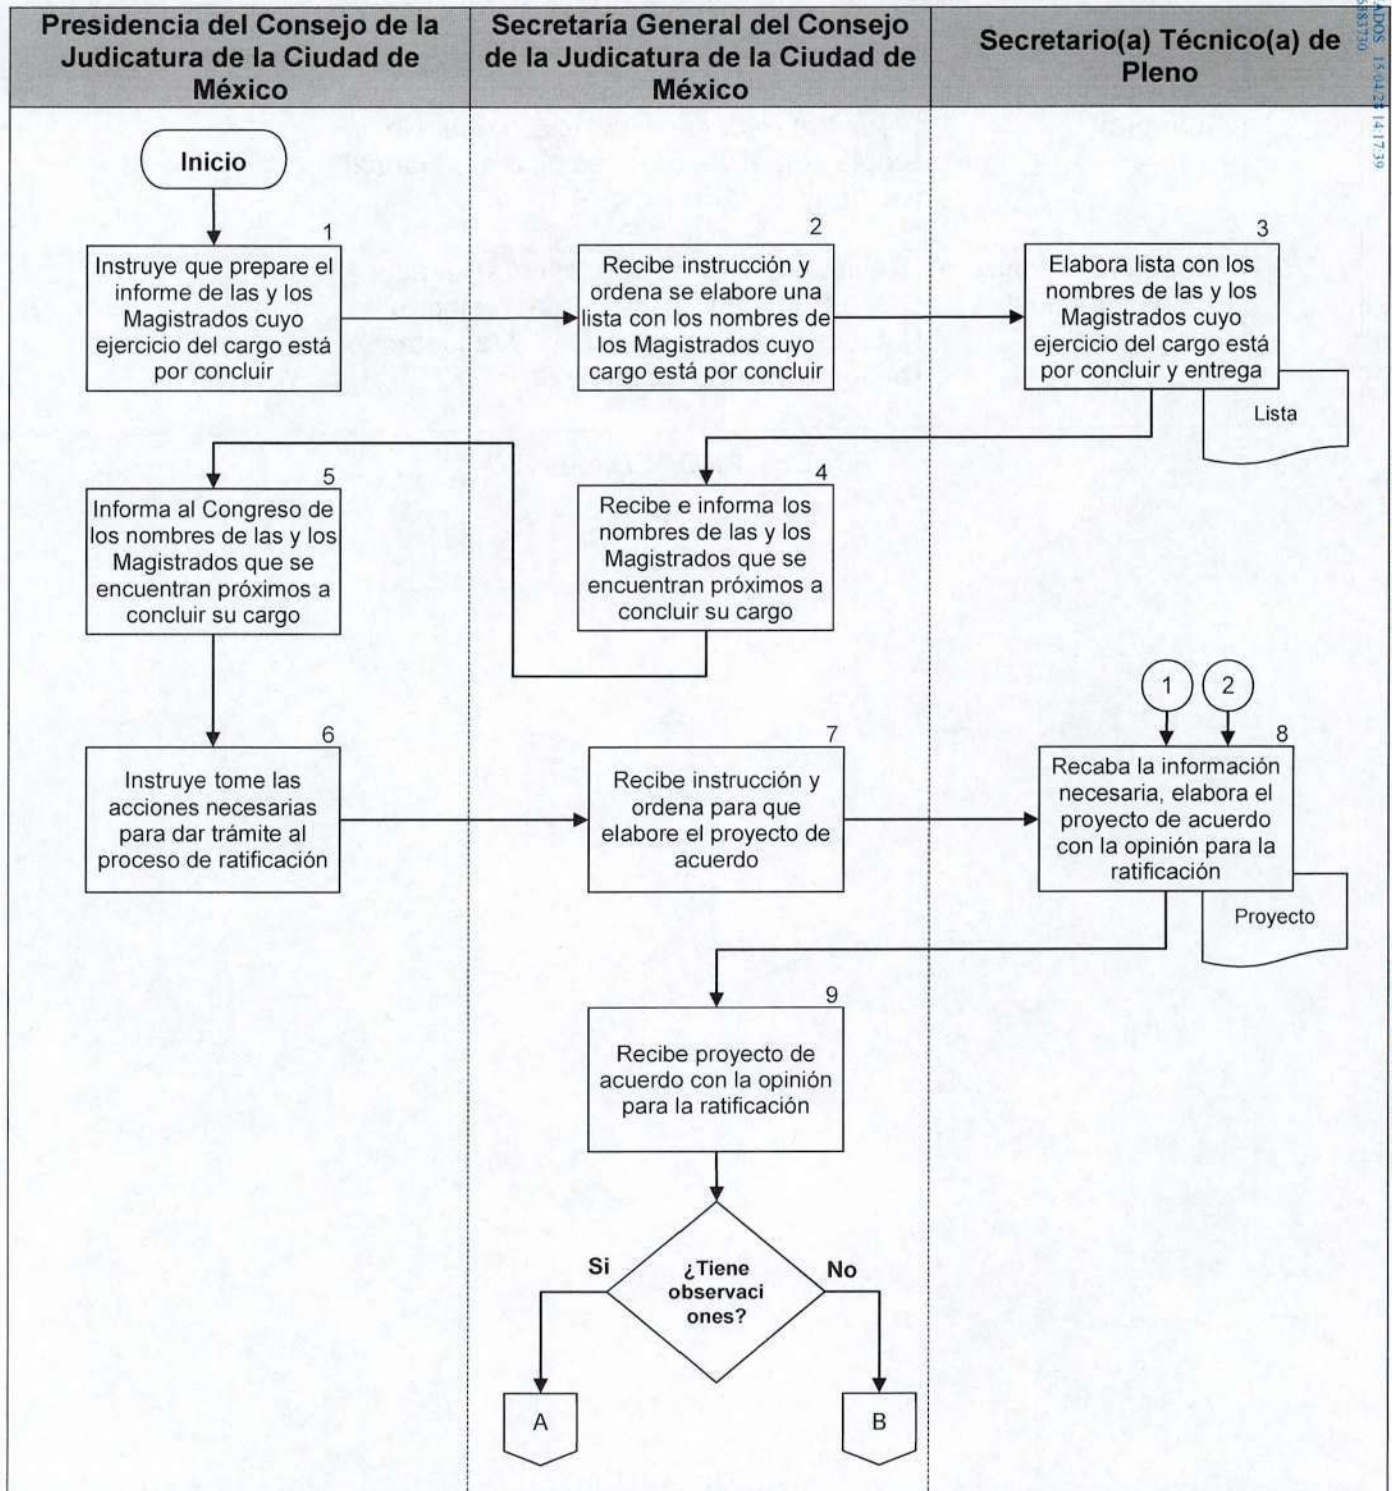 Presidencia del Consejo de la
Judicatura de la Ciudad de
México
Secretaría General del Consejo
de la Judicatura de la Ciudad de
México
Secretario(a) Técnico(a) de
Pleno
ADOS 15:04:28 14:17:39
Inicio
1
Instruye que prepare el
informe de las y los
Magistrados cuyo
ejercicio del cargo está
por concluir
2
Recibe instrucción y
ordena se elabore una
lista con los nombres de
los Magistrados cuyo
cargo está por concluir
3
Elabora lista con los
nombres de las y los
Magistrados cuyo
ejercicio del cargo está
por concluir y entrega
Lista
4
Recibe e informa los
nombres de las y los
Magistrados que se
encuentran próximos a
concluir su cargo
5
Informa al Congreso de
los nombres de las y los
Magistrados que se
encuentran próximos a
concluir su cargo
6
Instruye tome las
acciones necesarias
para dar trámite al
proceso de ratificación
7
Recibe instrucción y
ordena para que
elabore el proyecto de
acuerdo
1
2
8
Recaba la información
necesaria, elabora el
proyecto de acuerdo
con la opinión para la
ratificación
Proyecto
9
Recibe proyecto de
acuerdo con la opinión
para la ratificación
Si
¿Tiene
observaci
ones?
No
A
B